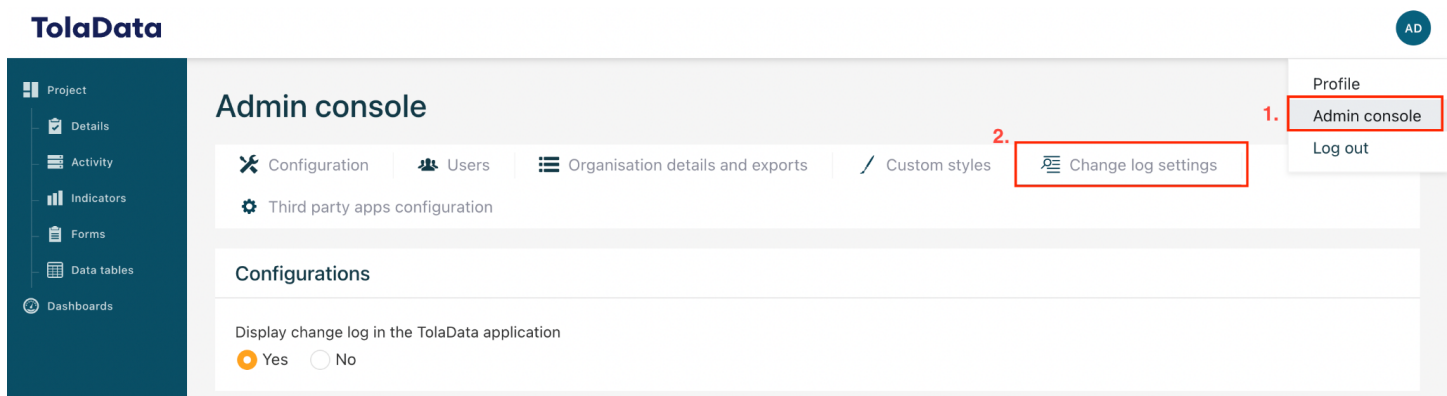 TolaData
AD
Project
Details
Activity
Indicators
Forms
Data tables
Dashboards
Profile
1. Admin console
Log out
Admin console
2.
Configuration Users Organisation details and exports Custom styles Change log settings
Third party apps configuration
Configurations
Display change log in the TolaData application
Yes No